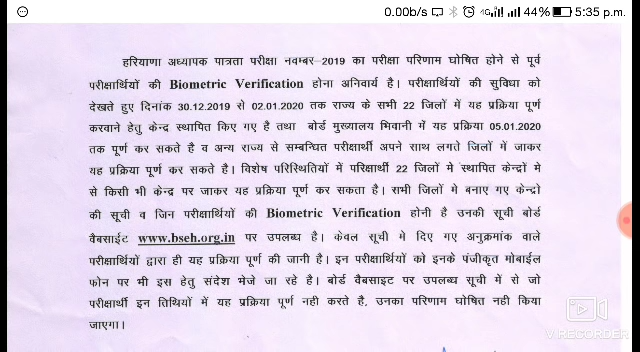 0.00b/s 4G 44% 5:35 p.m.
हरियाणा अध्यापक पात्रता परीक्षा नवम्बर-2019 का परीक्षा परिणाम घोषित होने से पूर्व
परीक्षार्थियों की Biometric Verification होना अनिवार्य है। परीक्षार्थियों की सुविधा को
देखते हुए दिनांक 30.12.2019 से 02.01.2020 तक राज्य के सभी 22 जिलों में यह प्रक्रिया पूर्ण
करवाने हेतु केन्द्र स्थापित किए गए है तथा बोर्ड मुख्यालय भिवानी में यह प्रक्रिया 05.01.2020
तक पूर्ण कर सकते है व अन्य राज्य से सम्बन्धित परीक्षार्थी अपने साथ लगते जिलों में जाकर
यह प्रक्रिया पूर्ण कर सकते है। विशेष परिस्थितियों में परिक्षार्थी 22 जिलों मे स्थापित केन्द्रों मे
से किसी भी केन्द्र पर जाकर यह प्रक्रिया पूर्ण कर सकता है। सभी जिलों मे बनाए गए केन्द्रो
की सूची व जिन परीक्षार्थियों की Biometric Verification होनी है उनकी सूची बोर्ड
वैबसाईट www.bseh.org.in पर उपलब्ध है। केवल सूची मे दिए गए अनुक्रमांक वाले
परीक्षार्थियों द्वारा ही यह प्रक्रिया पूर्ण की जानी है। इन परीक्षार्थियों को इनके पंजीकृत मोबाईल
फोन पर भी इस हेतु संदेश भेजे जा रहे है। बोर्ड वैबसाइट पर उपलब्ध सूची में से जो
परीक्षार्थी इन तिथियों में यह प्रक्रिया पूर्ण नही करते है, उनका परिणाम घोषित नही किया
जाएगा।
V RECORDER